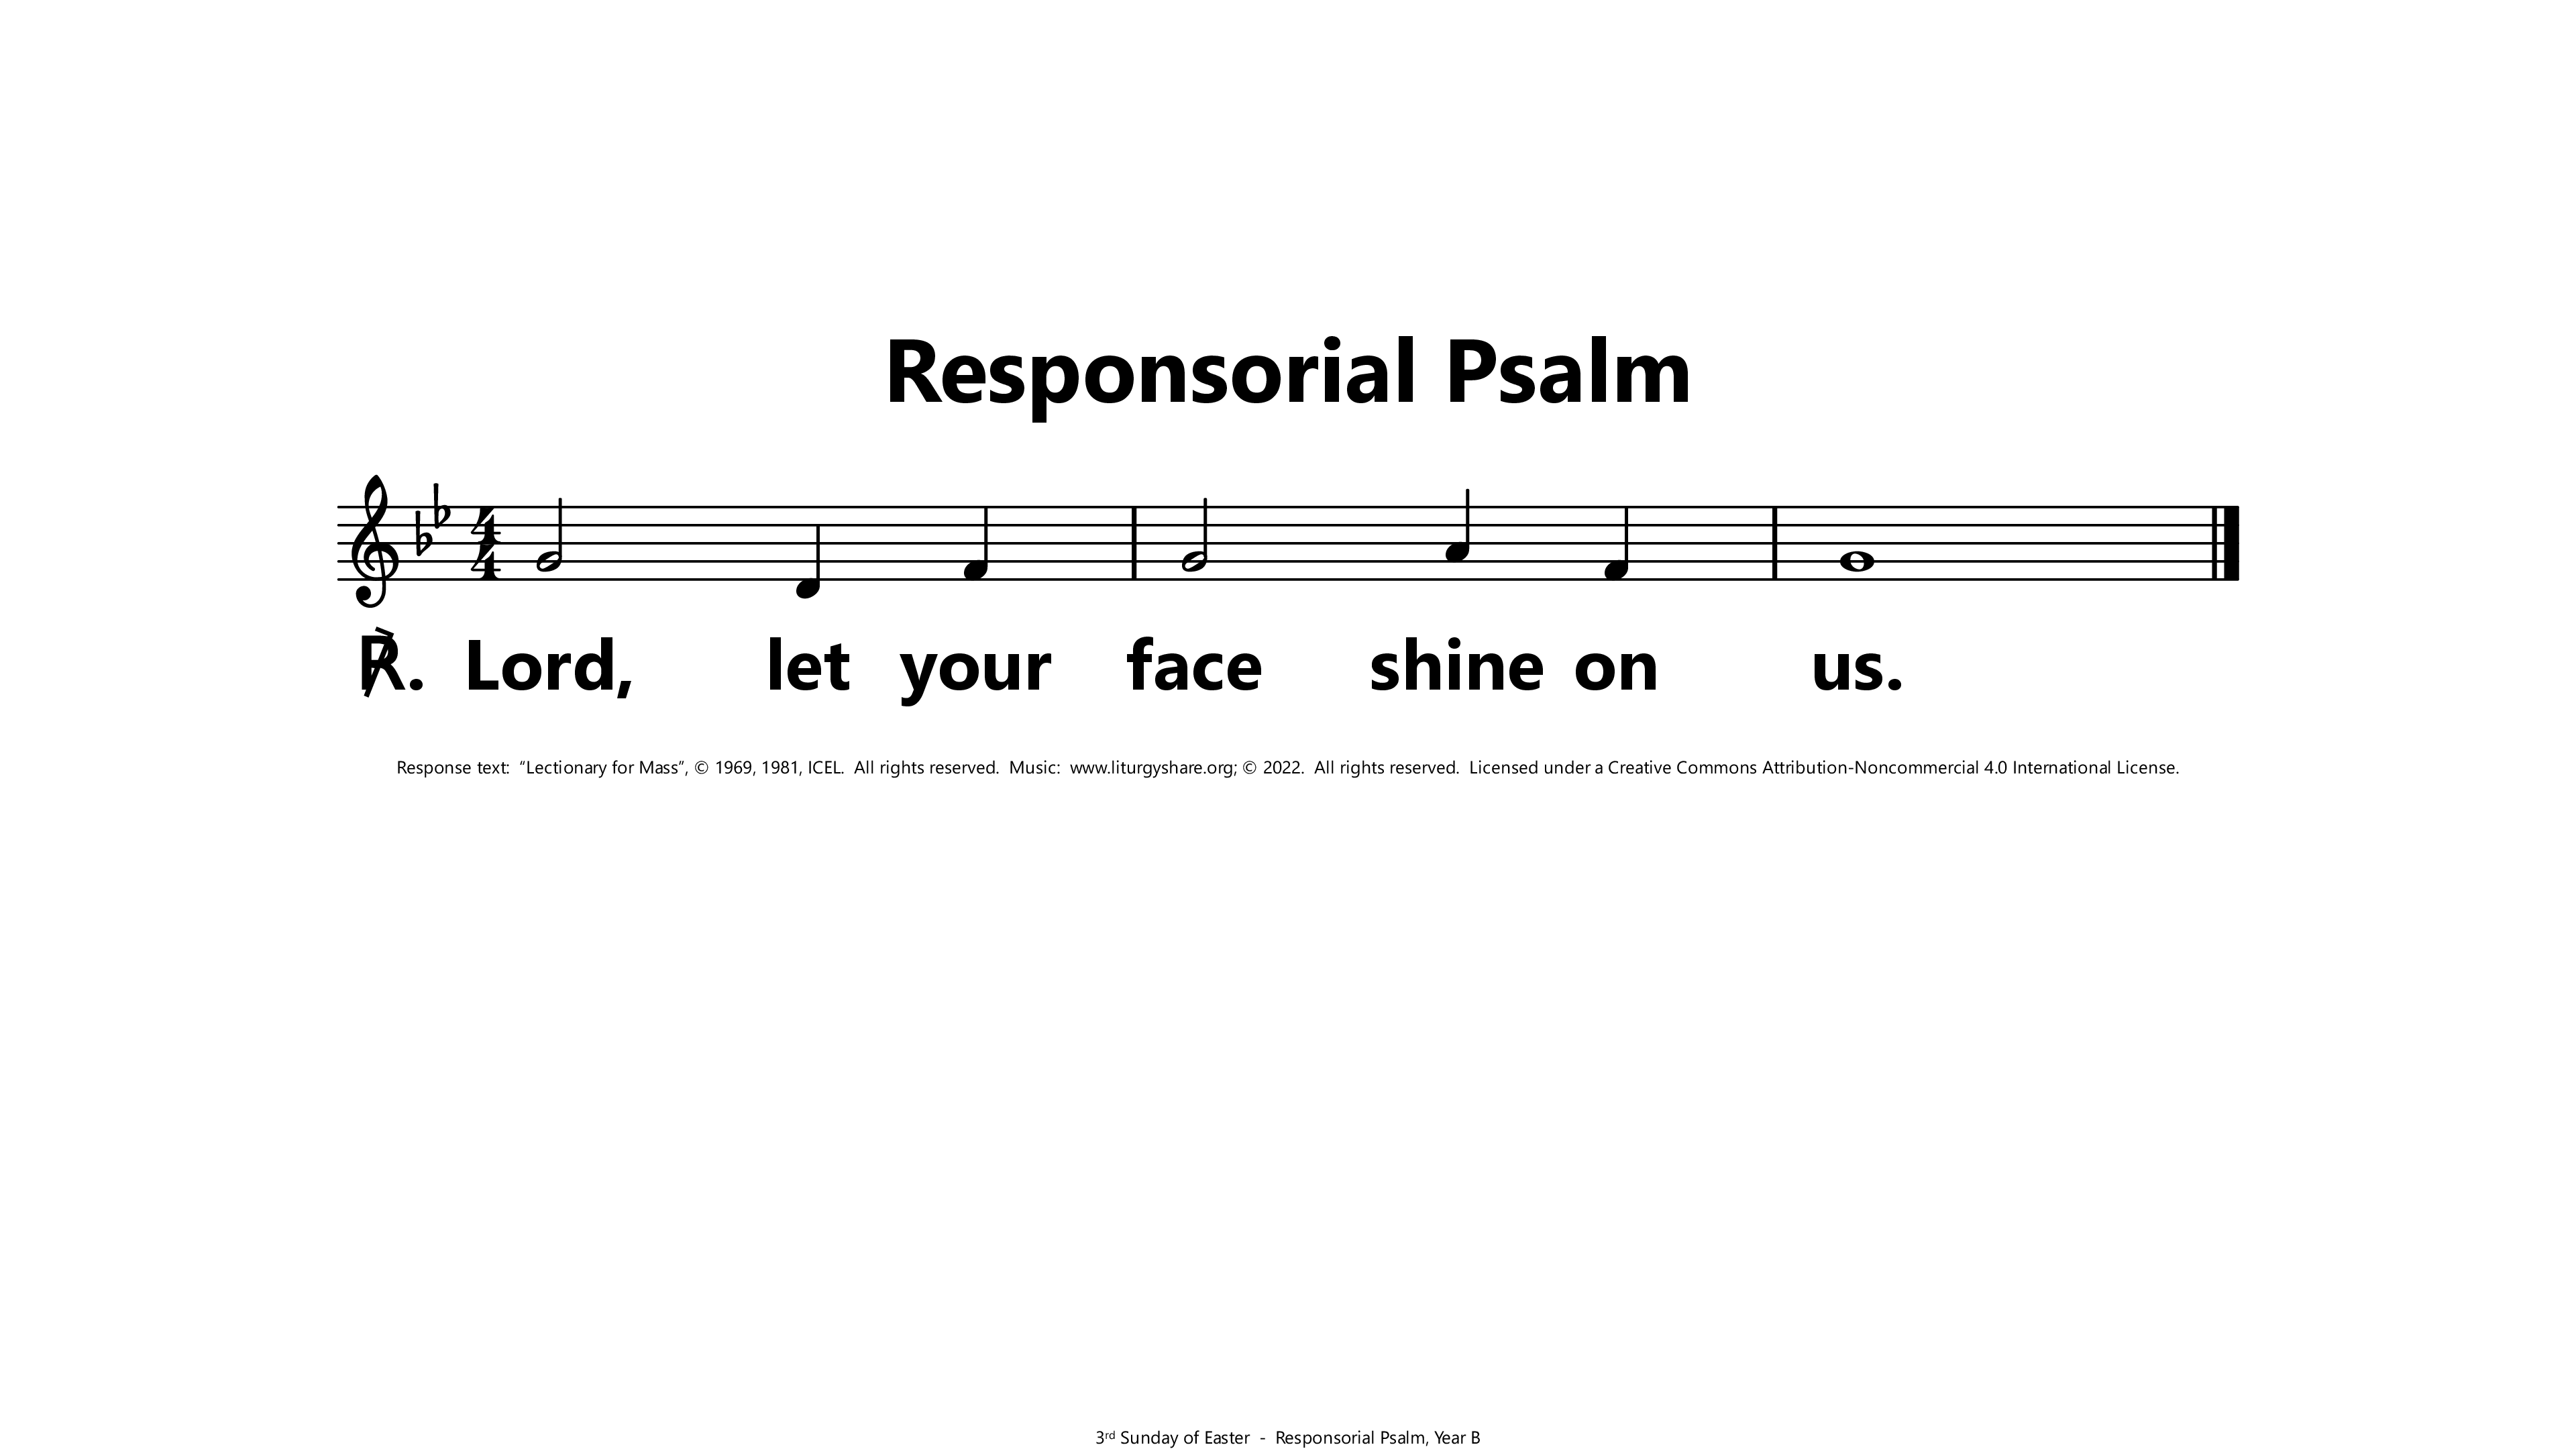 Responsorial Psalm
℟. Lord, let your face shine on us.
Response text: “Lectionary for Mass”, © 1969, 1981, ICEL. All rights reserved. Music: www.liturgyshare.org; © 2022. All rights reserved. Licensed under a Creative Commons Attribution-Noncommercial 4.0 International License.
3rd Sunday of Easter - Responsorial Psalm, Year B